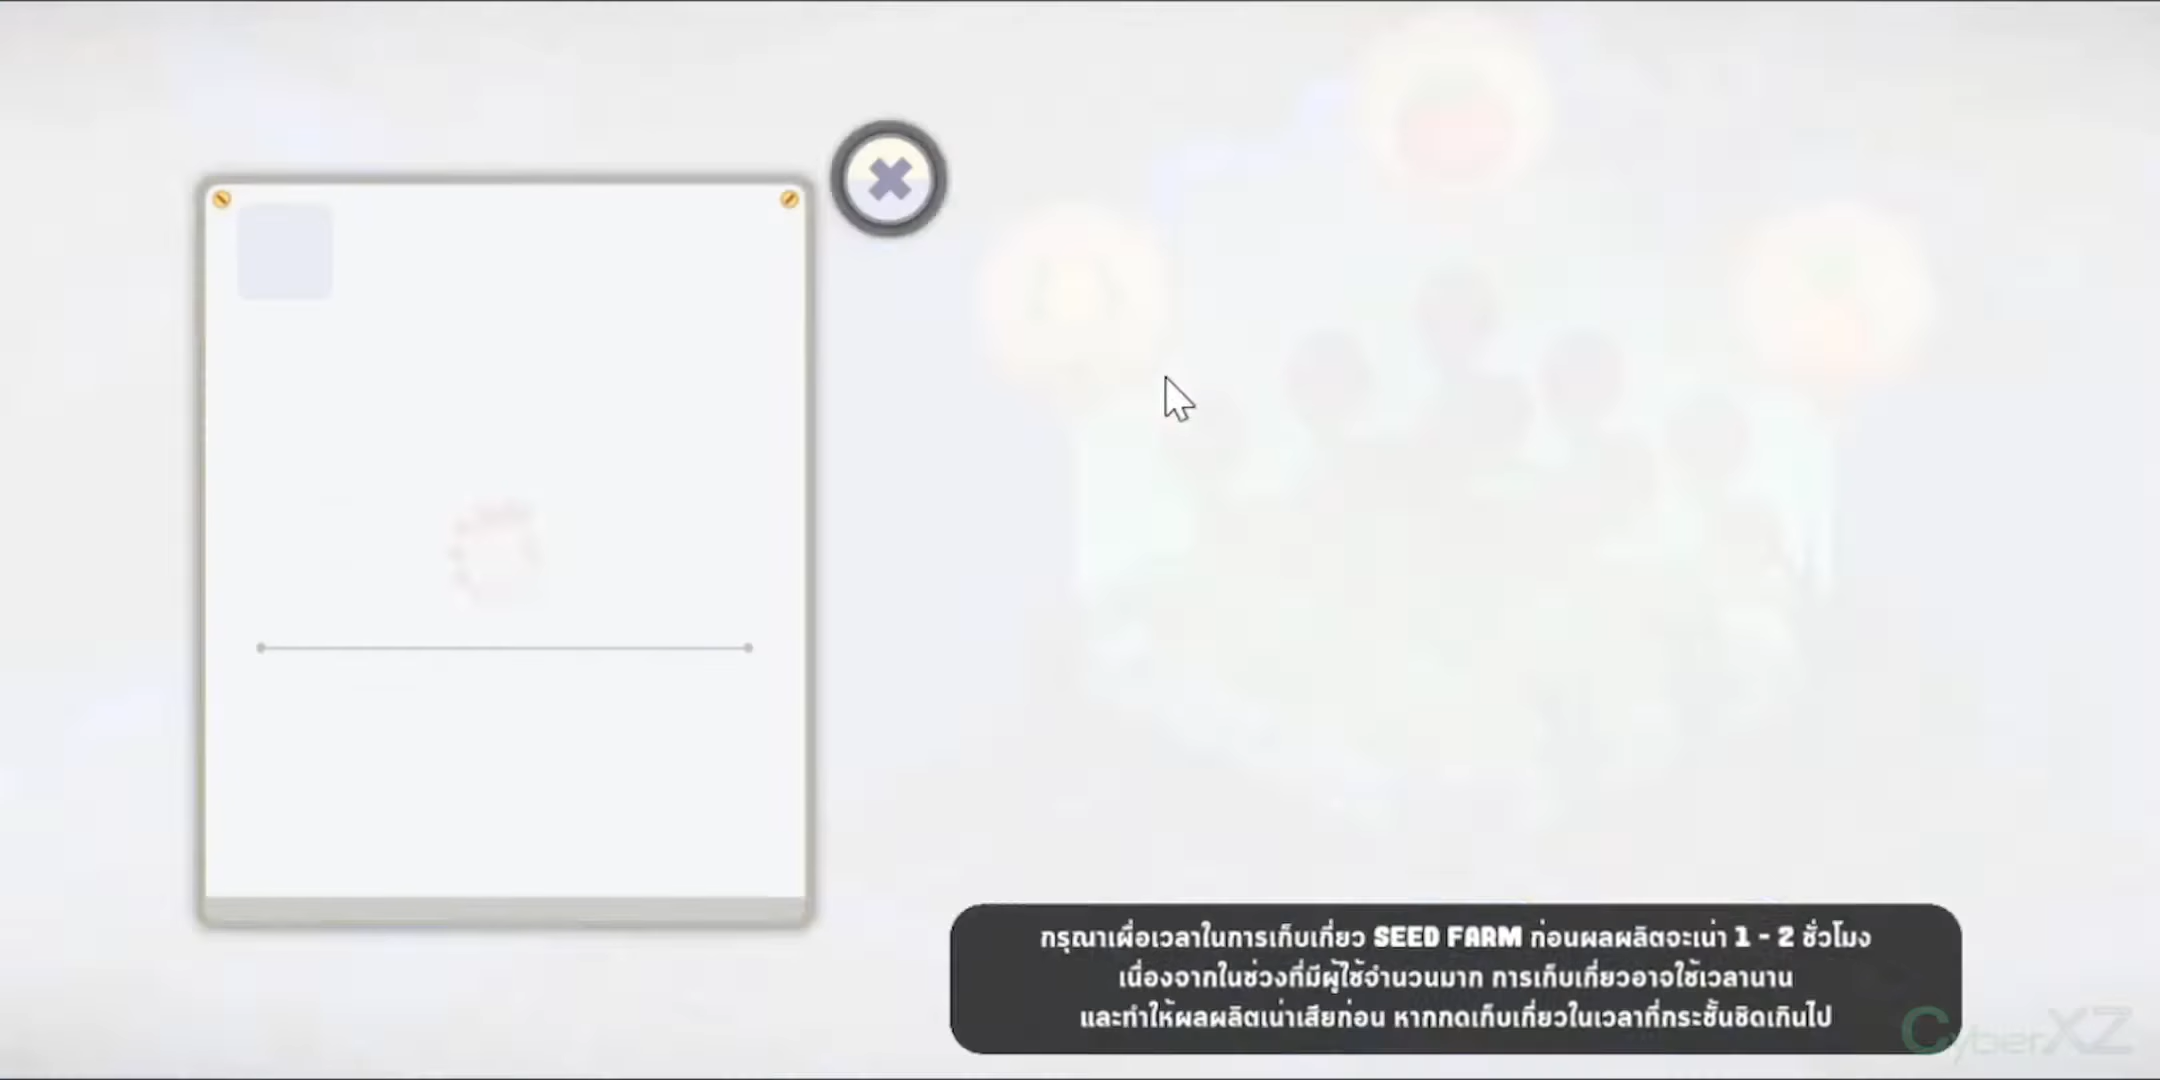 กรุณาเผื่อเวลาในการเก็บเกี่ยว SEED FARM ก่อนผลผลิตจะเน่า 1 - 2 ชั่วโมง
เนื่องจากในช่วงที่มีผู้ใช้จำนวนมาก การเก็บเกี่ยวอาจใช้เวลานาน
และทำให้ผลผลิตเน่าเสียก่อน หากกดเก็บเกี่ยวในเวลาที่กระชั้นชิดเกินไป
CyberXZ